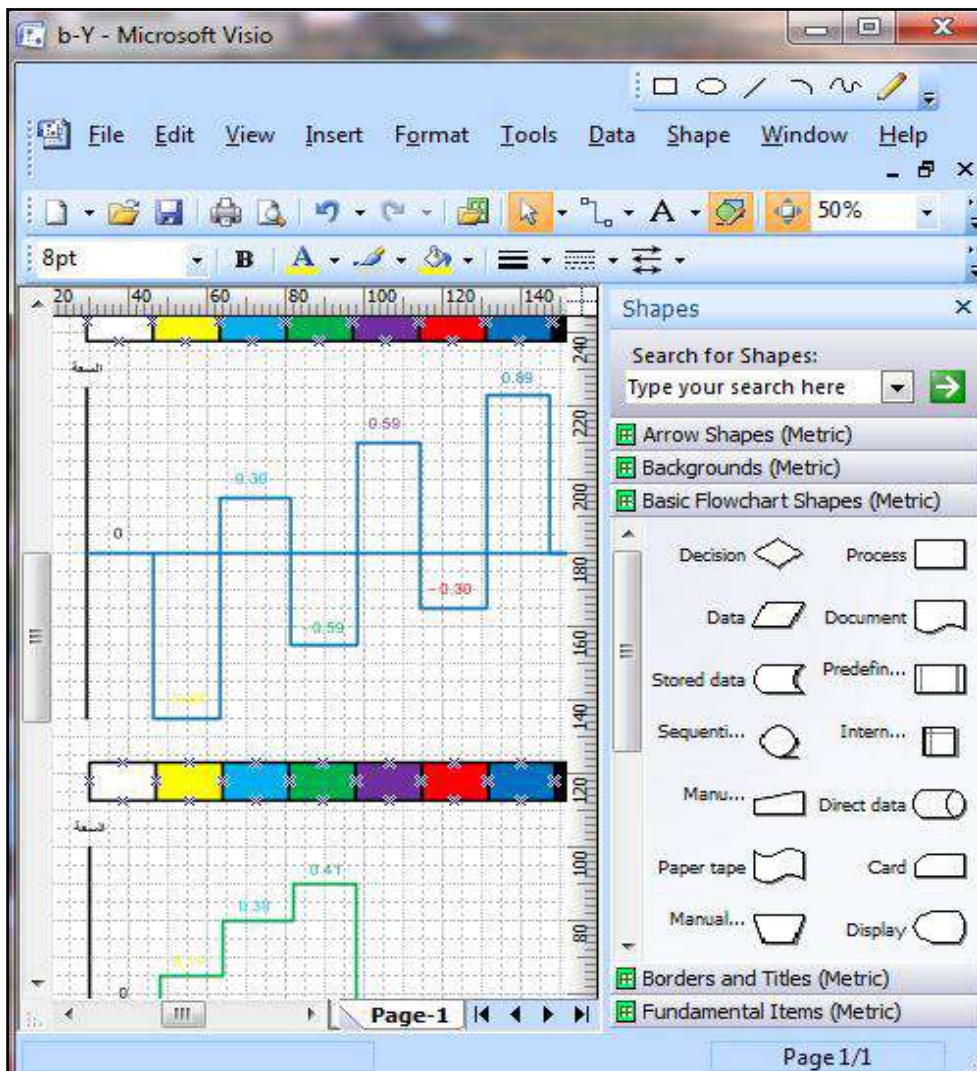 b-Y - Microsoft Visio
File Edit View Insert Format Tools Data Shape Window Help
50%
8pt B A
20 40 60 80 100 120 140
Shapes
Search for Shapes:
Type your search here
Arrow Shapes (Metric)
Backgrounds (Metric)
Basic Flowchart Shapes (Metric)
Decision Process
Data Document
Stored data Predefin...
Sequenti... Intern...
Manu... Direct data
Paper tape Card
Manual... Display
Borders and Titles (Metric)
Fundamental Items (Metric)
240
220
200
180
160
140
120
100
80
السعة
0.89
0.59
0.30
0
- 0.30
- 0.59
السعة
0.41
0
Page-1
Page 1/1